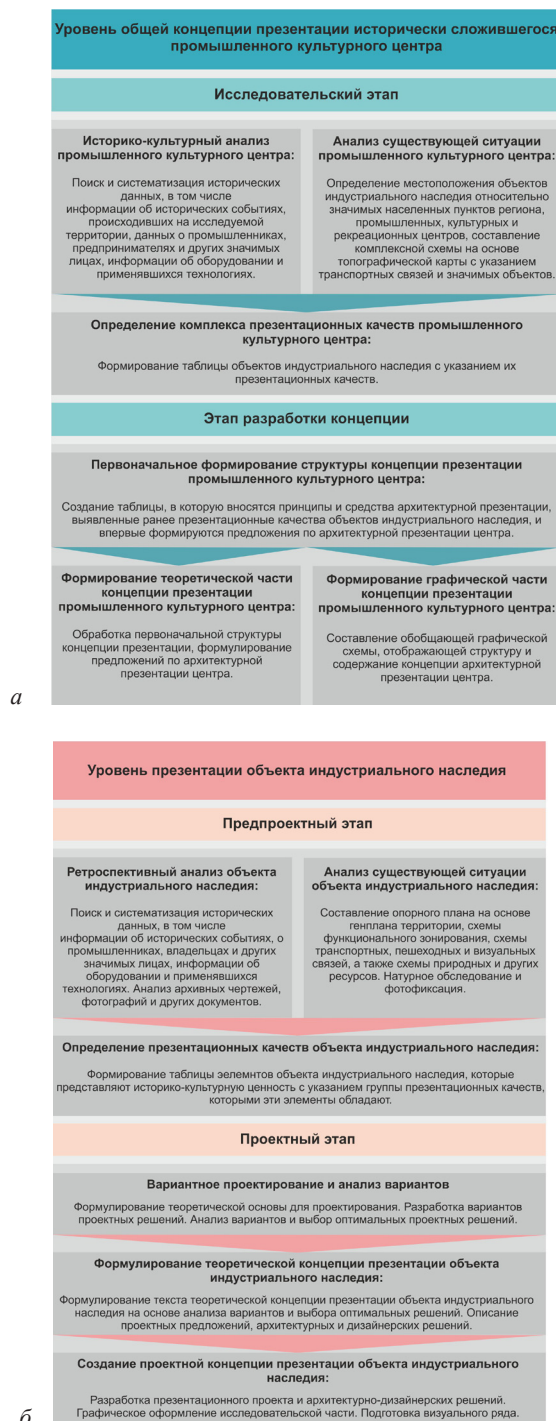 Уровень общей концепции презентации исторически сложившегося
промышленного культурного центра
Исследовательский этап
Историко-культурный анализ
промышленного культурного центра:
Поиск и систематизация исторических
данных, в том числе
информации об исторических событиях,
происходивших на исследуемой
территории, данных о промышленниках,
предпринимателях и других значимых
лицах, информации об оборудовании и
применявшихся технологиях.
Анализ существующей ситуации
промышленного культурного центра:
Определение местоположения объектов
индустриального наследия относительно
значимых населенных пунктов региона,
промышленных, культурных и
рекреационных центров, составление
комплексной схемы на основе
топографической карты с указанием
транспортных связей и значимых объектов.
Определение комплекса презентационных качеств промышленного
культурного центра:
Формирование таблицы объектов индустриального наследия с указанием их
презентационных качеств.
Этап разработки концепции
Первоначальное формирование структуры концепции презентации
промышленного культурного центра:
Создание таблицы, в которую вносятся принципы и средства архитектурной презентации,
выявленные ранее презентационные качества объектов индустриального наследия, и
впервые формируются предложения по архитектурной презентации центра.
Формирование теоретической части
концепции презентации
промышленного культурного центра:
Обработка первоначальной структуры
концепции презентации, формулирование
предложений по архитектурной
презентации центра.
Формирование графической части
концепции презентации
промышленного культурного центра:
Составление обобщающей графической
схемы, отображающей структуру и
содержание концепции архитектурной
презентации центра.
а
Уровень презентации объекта индустриального наследия
Предпроектный этап
Ретроспективный анализ объекта
индустриального наследия:
Поиск и систематизация исторических
данных, в том числе
информации об исторических событиях, о
промышленниках, владельцах и других
значимых лицах, информации об
оборудовании и применявшихся
технологиях. Анализ архивных чертежей,
фотографий и других документов.
Анализ существующей ситуации
объекта индустриального наследия:
Составление опорного плана на основе
генплана территории, схемы
функционального зонирования, схемы
транспортных, пешеходных и визуальных
связей, а также схемы природных и других
ресурсов. Натурное обследование и
фотофиксация.
Определение презентационных качеств объекта индустриального наследия:
Формирование таблицы эелемнтов объекта индустриального наследия, которые
представляют историко-культурную ценность с указанием группы презентационных качеств,
которыми эти элементы обладают.
Проектный этап
Вариантное проектирование и анализ вариантов
Формулирование теоретической основы для проектирования. Разработка вариантов
проектных решений. Анализ вариантов и выбор оптимальных проектных решений.
Формулирование теоретической концепции презентации объекта
индустриального наследия:
Формулирование текста теоретической концепции презентации объекта индустриального
наследия на основе анализа вариантов и выбора оптимальных решений. Описание
проектных предложений, архитектурных и дизайнерских решений.
Создание проектной концепции презентации объекта индустриального
наследия:
Разработка презентационного проекта и архитектурно-дизайнерских решений.
Графическое оформление исследовательской части. Подготовка визуального ряда.
б